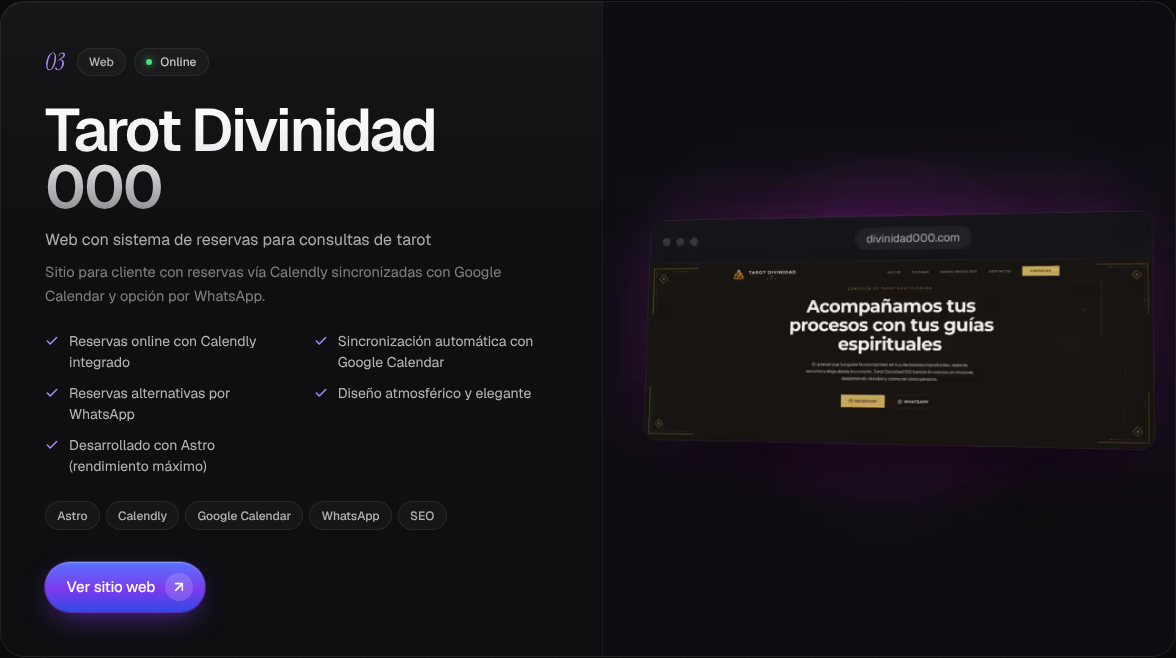 03 Web Online
Tarot Divinidad
000
Web con sistema de reservas para consultas de tarot
Sitio para cliente con reservas vía Calendly sincronizadas con Google
Calendar y opción por WhatsApp.
Reservas online con Calendly
integrado
Sincronización automática con
Google Calendar
Reservas alternativas por
WhatsApp
Diseño atmosférico y elegante
Desarrollado con Astro
(rendimiento máximo)
Astro Calendly Google Calendar WhatsApp SEO
Ver sitio web
divinidad000.com
TAROT DIVINIDAD
INICIO CONTACTO
Acompañamos tus
procesos con tus guías
espirituales
RESERVAR WHATSAPP